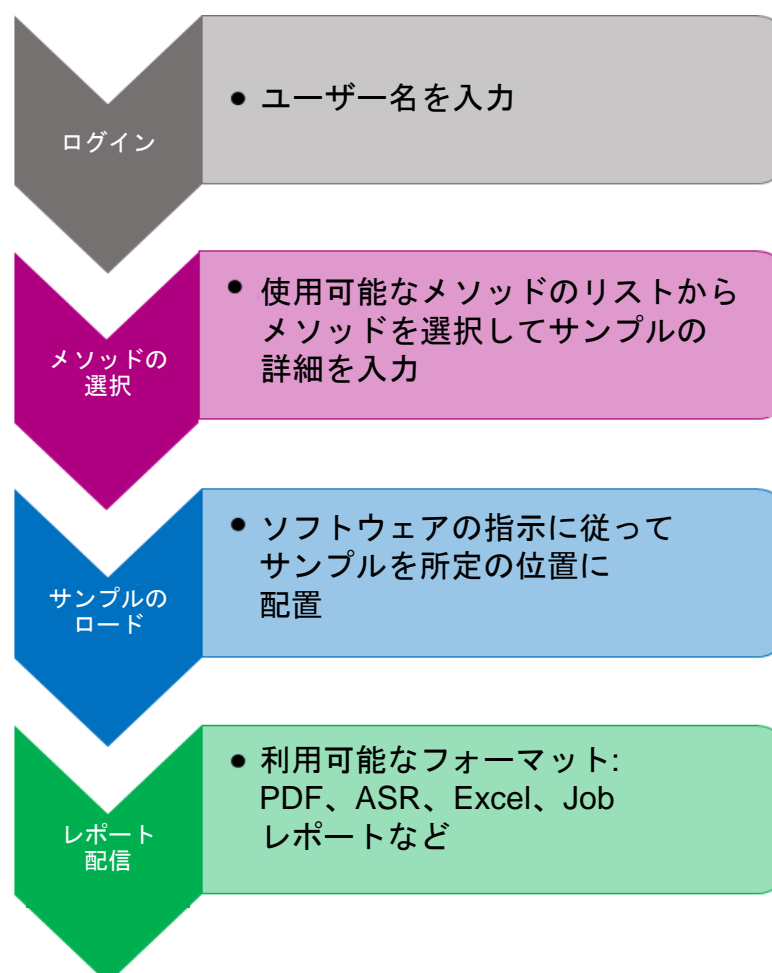 ログイン
• ユーザー名を入力
メソッドの
選択
• 使用可能なメソッドのリストから
メソッドを選択してサンプルの
詳細を入力
サンプルの
ロード
• ソフトウェアの指示に従って
サンプルを所定の位置に
配置
レポート
配信
• 利用可能なフォーマット:
PDF、ASR、Excel、Job
レポートなど